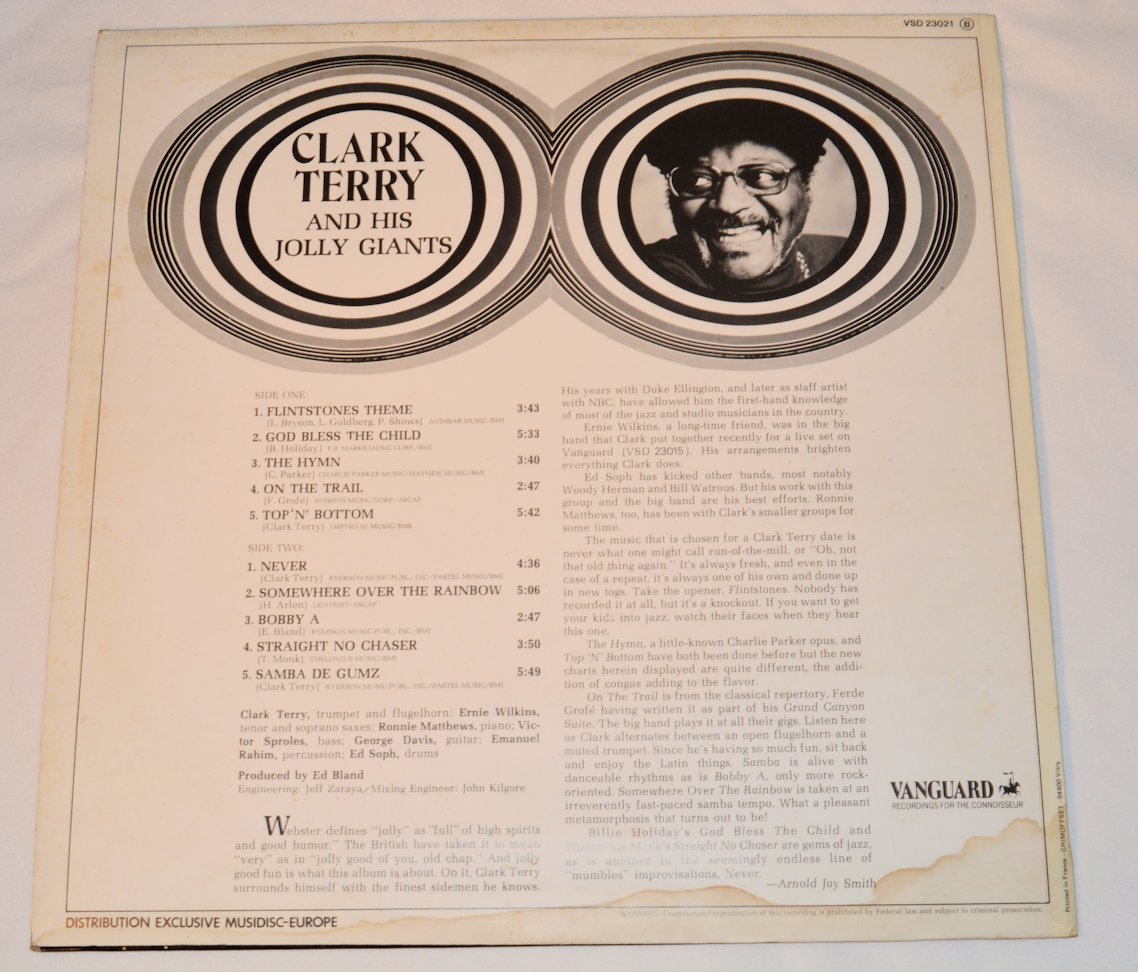 VSD 23021 B
CLARK
TERRY
AND HIS
JOLLY GIANTS
SIDE ONE:
1. FLINTSTONES THEME 3:43
(L. Bryson, L. Goldberg, P. Shows) ANIHBAR MUSIC/BMI
2. GOD BLESS THE CHILD 5:33
(B. Holiday) E.B. MARKS MUSIC CORP./BMI
3. THE HYMN 3:40
(C. Parker) CHARLIE PARKER MUSIC/MAYHEW MUSIC/BMI
4. ON THE TRAIL 2:47
(F. Grofé) ROBBINS MUSIC CORP./ASCAP
5. TOP 'N' BOTTOM 5:42
(Clark Terry) ORPHEUM MUSIC/BMI
SIDE TWO:
1. NEVER 4:36
(Clark Terry) RYERSON MUSIC PUBL., INC./PASTEL MUSIC/BMI
2. SOMEWHERE OVER THE RAINBOW 5:06
(H. Arlen) LEO FEIST/ASCAP
3. BOBBY A 2:47
(E. Bland) RYERSON MUSIC PUBL., INC./BMI
4. STRAIGHT NO CHASER 3:50
(T. Monk) THELONIUS MUSIC/BMI
5. SAMBA DE GUMZ 5:49
(Clark Terry) RYERSON MUSIC PUBL., INC./PASTEL MUSIC/BMI
Clark Terry, trumpet and flugelhorn; Ernie Wilkins,
tenor and soprano saxes; Ronnie Matthews, piano; Vic-
tor Sproles, bass; George Davis, guitar; Emanuel
Rahim, percussion; Ed Soph, drums
Produced by Ed Bland
Engineering: Jeff Zaraya/Mixing Engineer: John Kilgore
Webster defines "jolly" as "full of high spirits
and good humor." The British have taken it to mean
"very" as in "jolly good of you, old chap." And jolly
good fun is what this album is about. On it, Clark Terry
surrounds himself with the finest sidemen he knows.
His years with Duke Ellington, and later as staff artist
with NBC, have allowed him the first-hand knowledge
of most of the jazz and studio musicians in the country.
Ernie Wilkins, a long-time friend, was in the big
band that Clark put together recently for a live set on
Vanguard (VSD 23015). His arrangements brighten
everything Clark does.
Ed Soph has kicked other bands, most notably
Woody Herman and Bill Watrous. But his work with this
group and the big band are his best efforts. Ronnie
Matthews, too, has been with Clark's smaller groups for
some time.
The music that is chosen for a Clark Terry date is
never what one might call run-of-the-mill, or "Oh, not
that old thing again." It's always fresh, and even in the
case of a repeat, it's always one of his own and done up
in new togs. Take the opener, Flintstones. Nobody has
recorded it at all, but it's a knockout. If you want to get
your kids into jazz, watch their faces when they hear
this one.
The Hymn, a little-known Charlie Parker opus, and
Top 'N' Bottom have both been done before but the new
charts herein displayed are quite different, the addi-
tion of congas adding to the flavor.
On The Trail is from the classical repertory, Ferde
Grofé having written it as part of his Grand Canyon
Suite. The big band plays it at all their gigs. Listen here
as Clark alternates between an open flugelhorn and a
muted trumpet. Since he's having so much fun, sit back
and enjoy the Latin things. Samba is alive with
danceable rhythms as is Bobby A, only more rock-
oriented. Somewhere Over The Rainbow is taken at an
irreverently fast-paced samba tempo. What a pleasant
metamorphosis that turns out to be!
Billie Holiday's God Bless The Child and
Thelonious Monk's Straight No Chaser are gems of jazz,
as is another in the seemingly endless line of
"mumbles" improvisations, Never.
—Arnold Jay Smith
VANGUARD
RECORDINGS FOR THE CONNOISSEUR
Printed in France - GRIMOFFSET 94400 Vitry
WARNING: Unauthorized reproduction of this recording is prohibited by Federal law and subject to criminal prosecution.
DISTRIBUTION EXCLUSIVE MUSIDISC-EUROPE